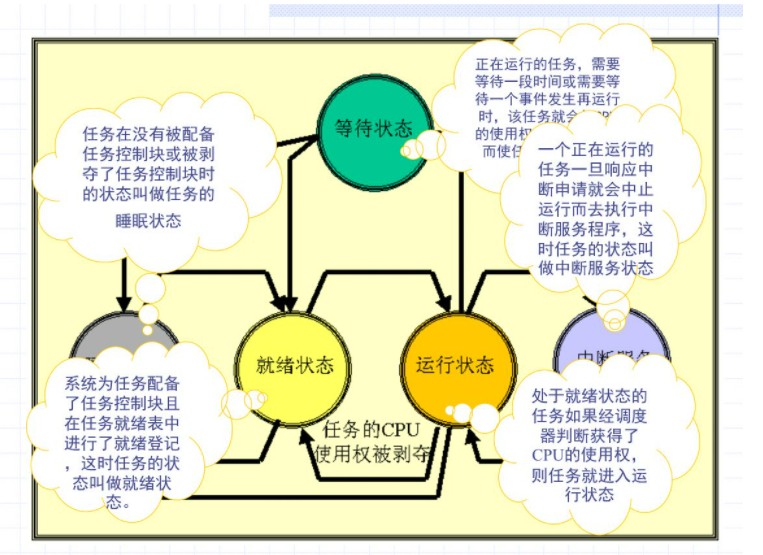 等待状态
正在运行的任务，需要
等待一段时间或需要等
待一个事件发生再运行
时，该任务就会
的使用权
而使
任务在没有被配备
任务控制块或被剥
夺了任务控制块时
的状态叫做任务的
睡眠状态
一个正在运行的
任务一旦响应中
断申请就会中止
运行而去执行中
断服务程序，这
时任务的状态叫
做中断服务状态
就绪状态
运行状态
中断服务
系统为任务配备
了任务控制块且
在任务就绪表中
进行了就绪登记
，这时任务的状
态叫做就绪状
态。
任务的CPU
使用权被剥夺
处于就绪状态的
任务如果经调度
器判断获得了
CPU的使用权，
则任务就进入运
行状态